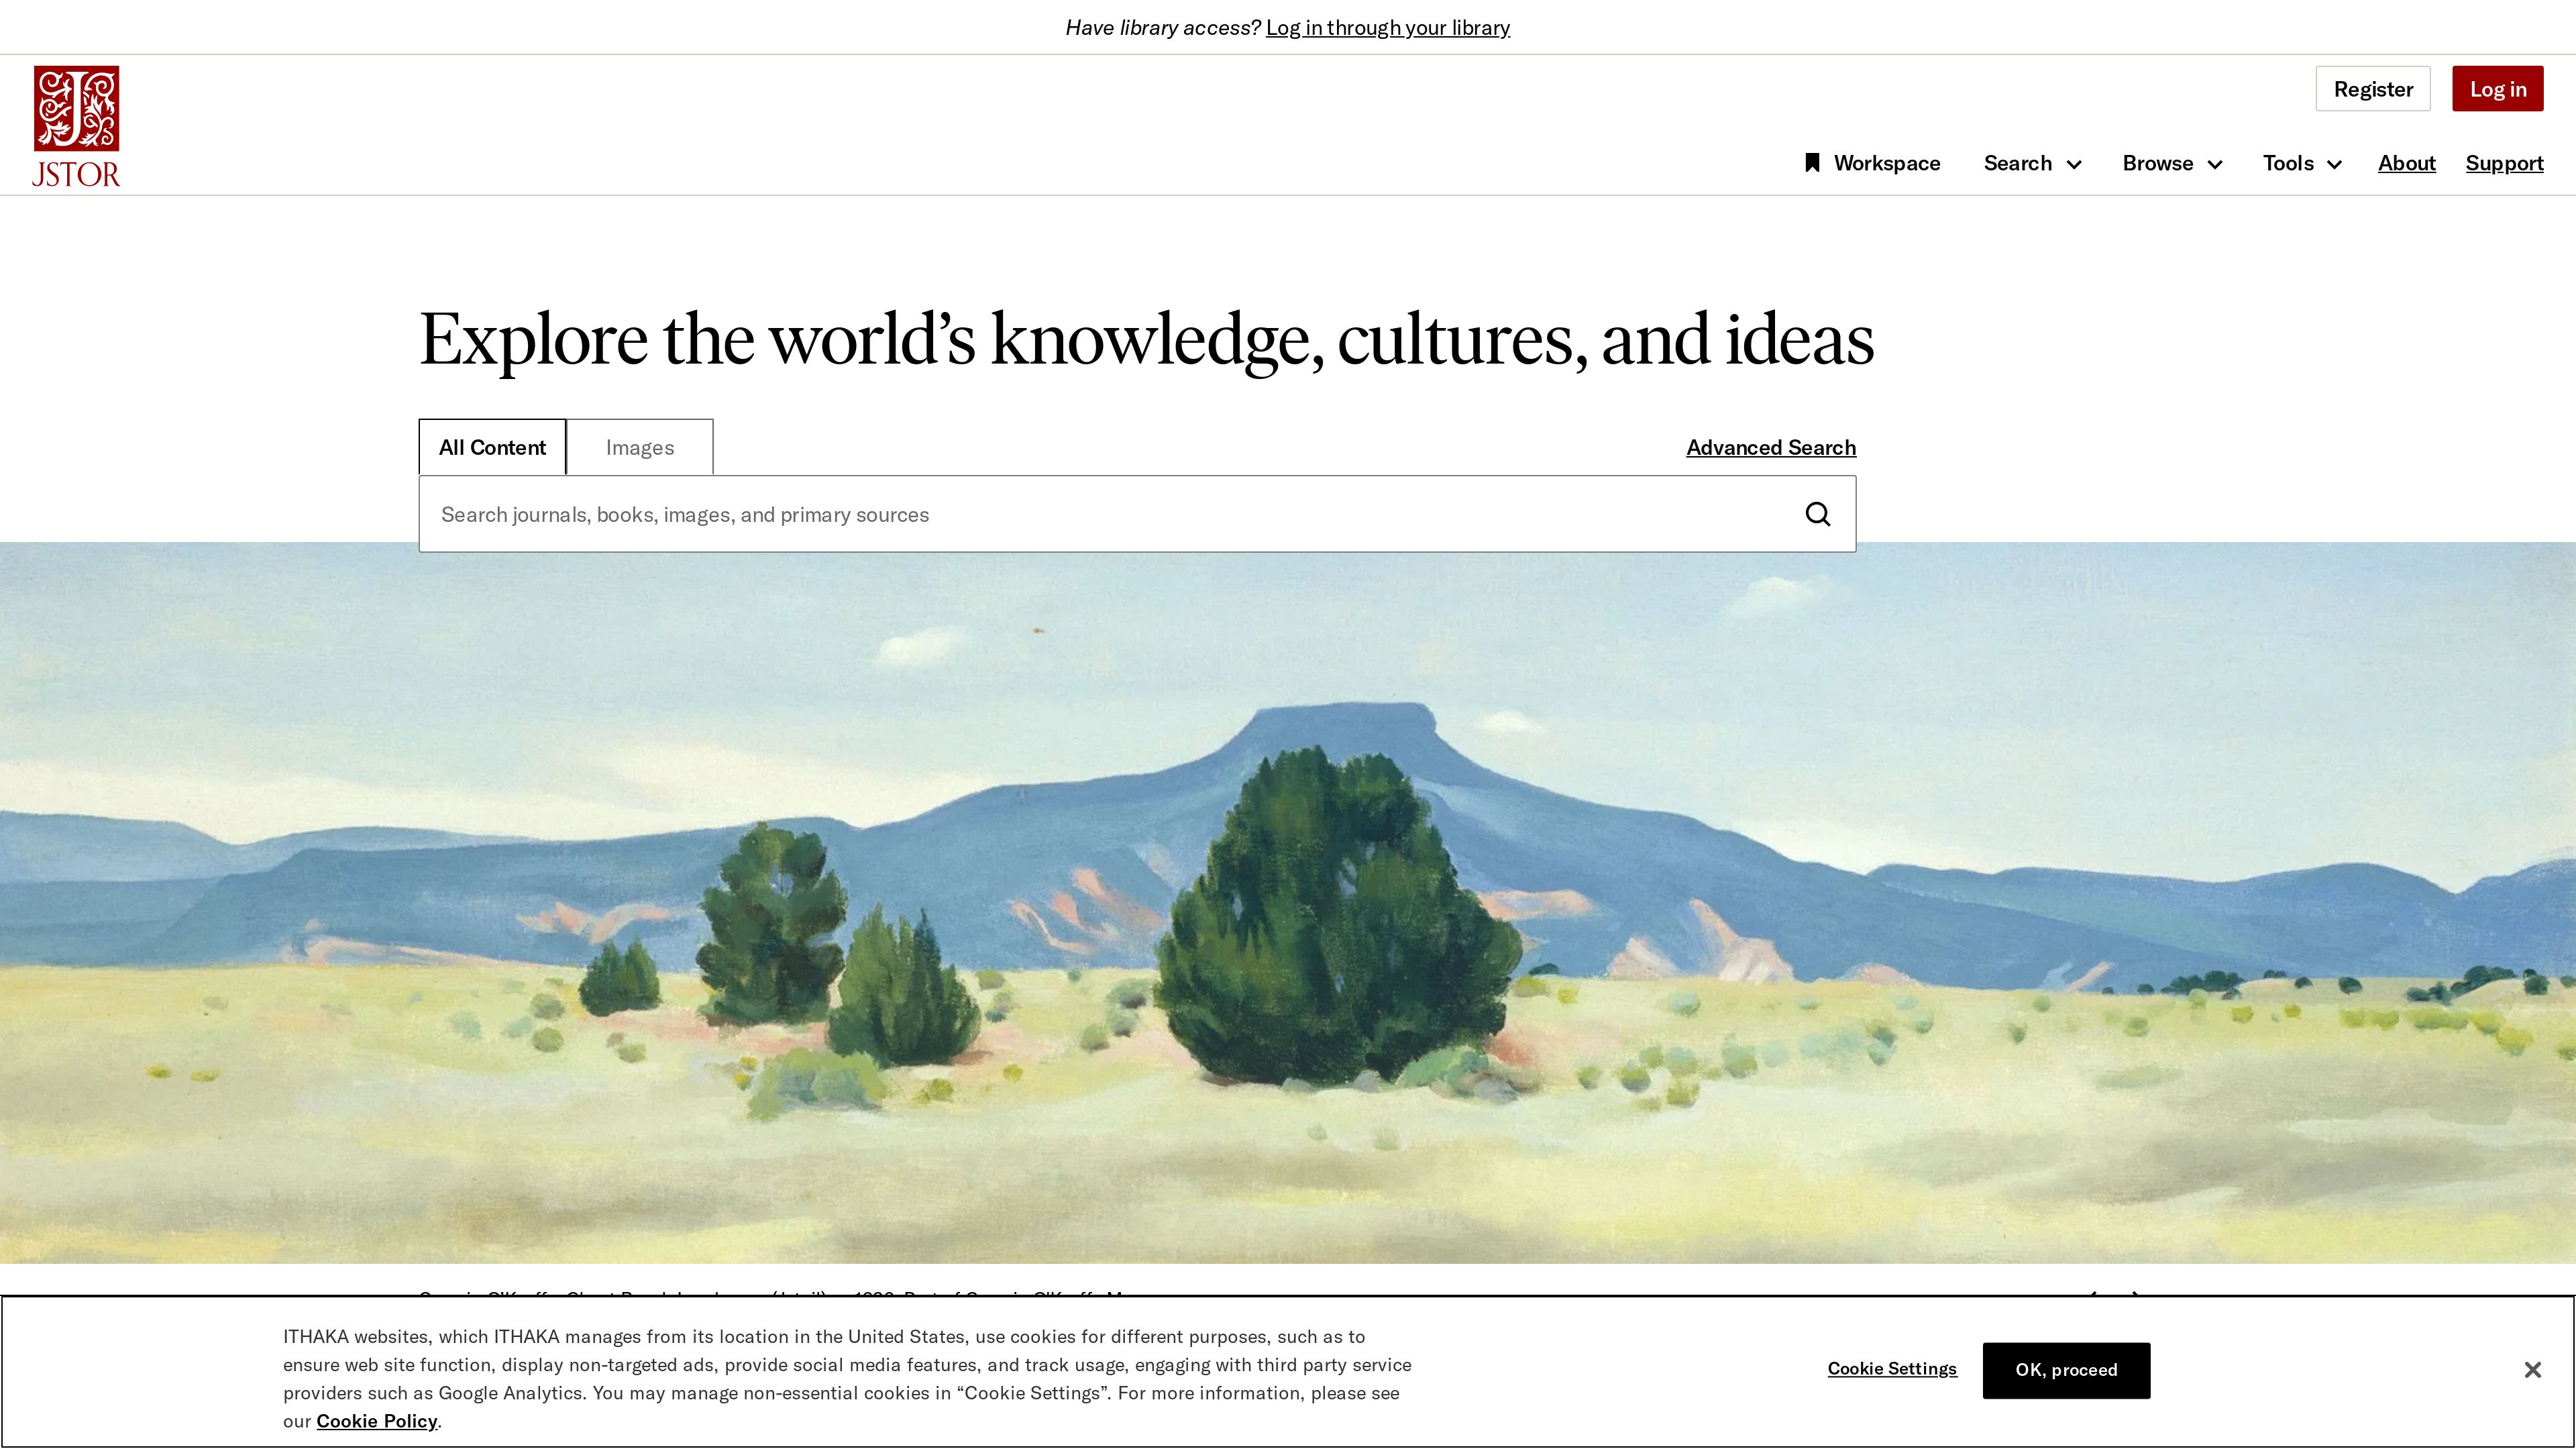 Have library access? Log in through your library
Register
Log in
JSTOR
Workspace
Search
Browse
Tools
About
Support
Explore the world’s knowledge, cultures, and ideas
All Content
Images
Advanced Search
Search journals, books, images, and primary sources
ITHAKA websites, which ITHAKA manages from its location in the United States, use cookies for different purposes, such as to
ensure web site function, display non-targeted ads, provide social media features, and track usage, engaging with third party service
providers such as Google Analytics. You may manage non-essential cookies in “Cookie Settings”. For more information, please see
our Cookie Policy.
Cookie Settings
OK, proceed